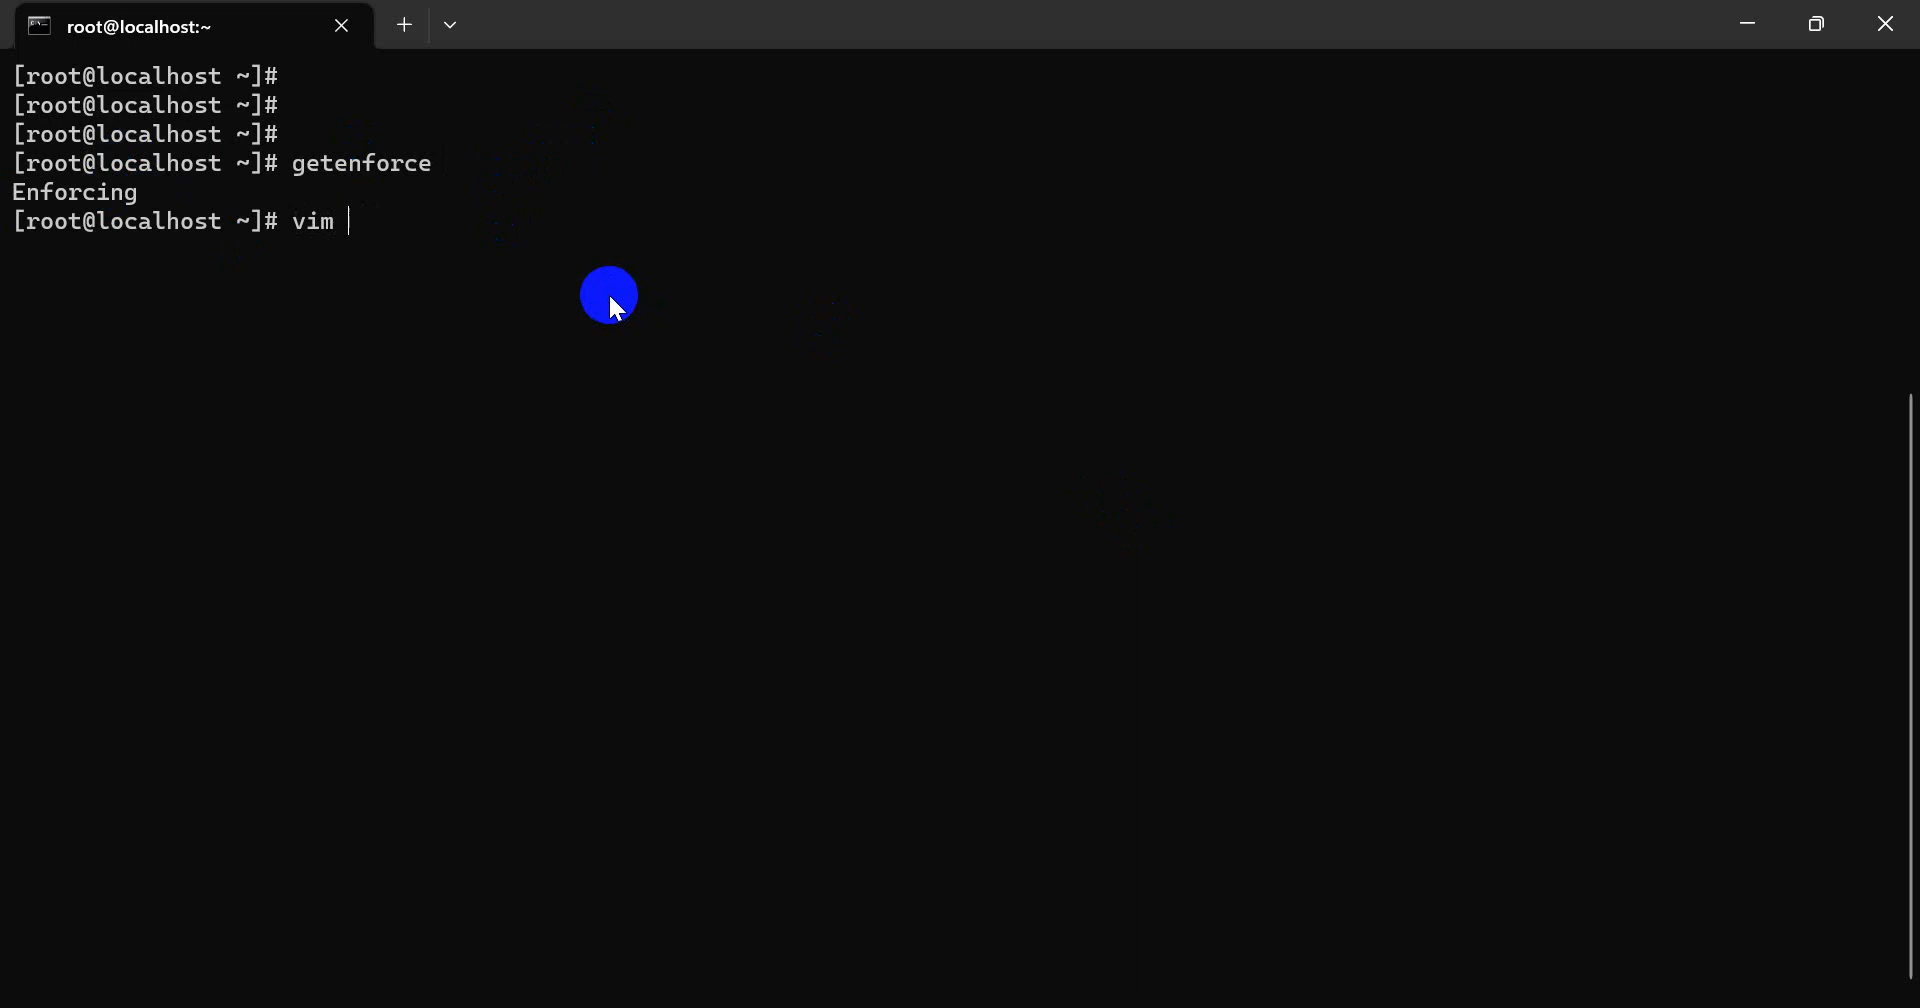 root@localhost:~
[root@localhost ~]#
[root@localhost ~]#
[root@localhost ~]#
[root@localhost ~]# getenforce
Enforcing
[root@localhost ~]# vim